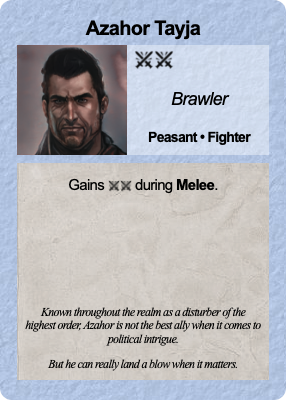 Azahor Tayja
Brawler
Peasant • Fighter
Gains during Melee.
Known throughout the realm as a disturber of the
highest order, Azahor is not the best ally when it comes to
political intrigue.
But he can really land a blow when it matters.